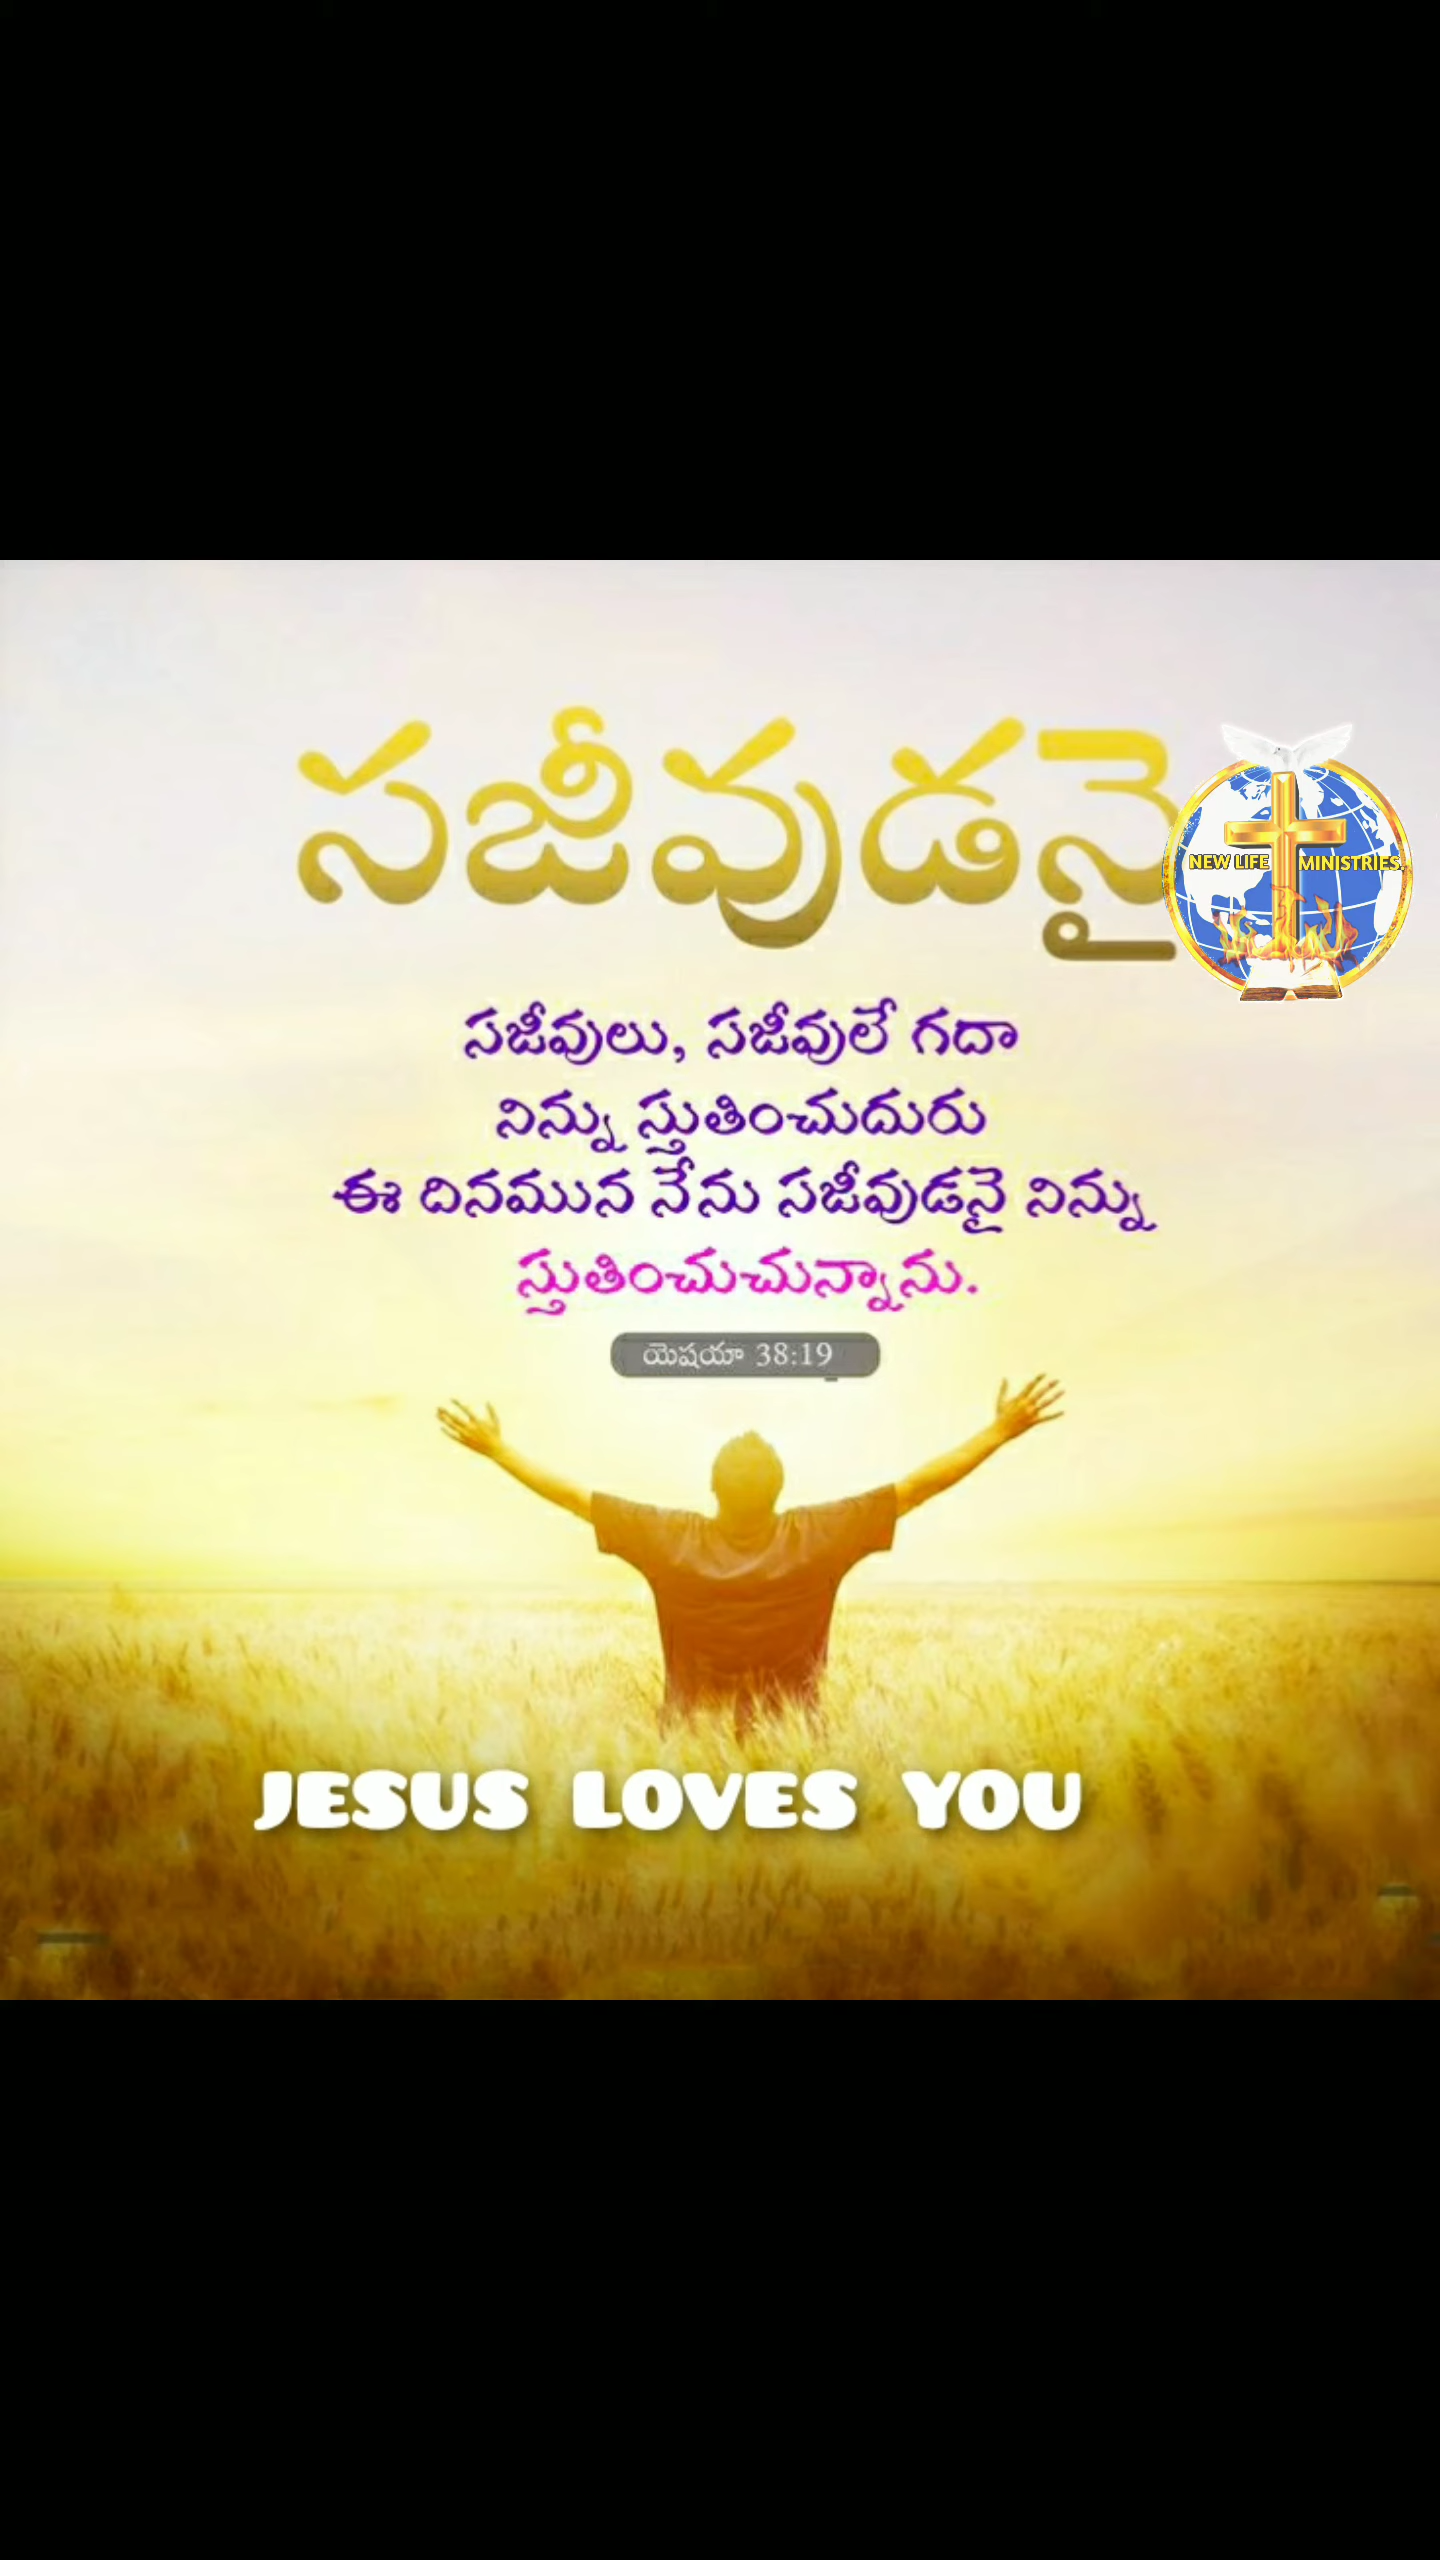 సజీవుడనై
NEW LIFE MINISTRIES
సజీవులు, సజీవులే గదా
నిన్ను స్తుతించుదురు
ఈ దినమున నేను సజీవుడనై నిన్ను
స్తుతించుచున్నాను.
యెషయా 38:19
JESUS LOVES YOU